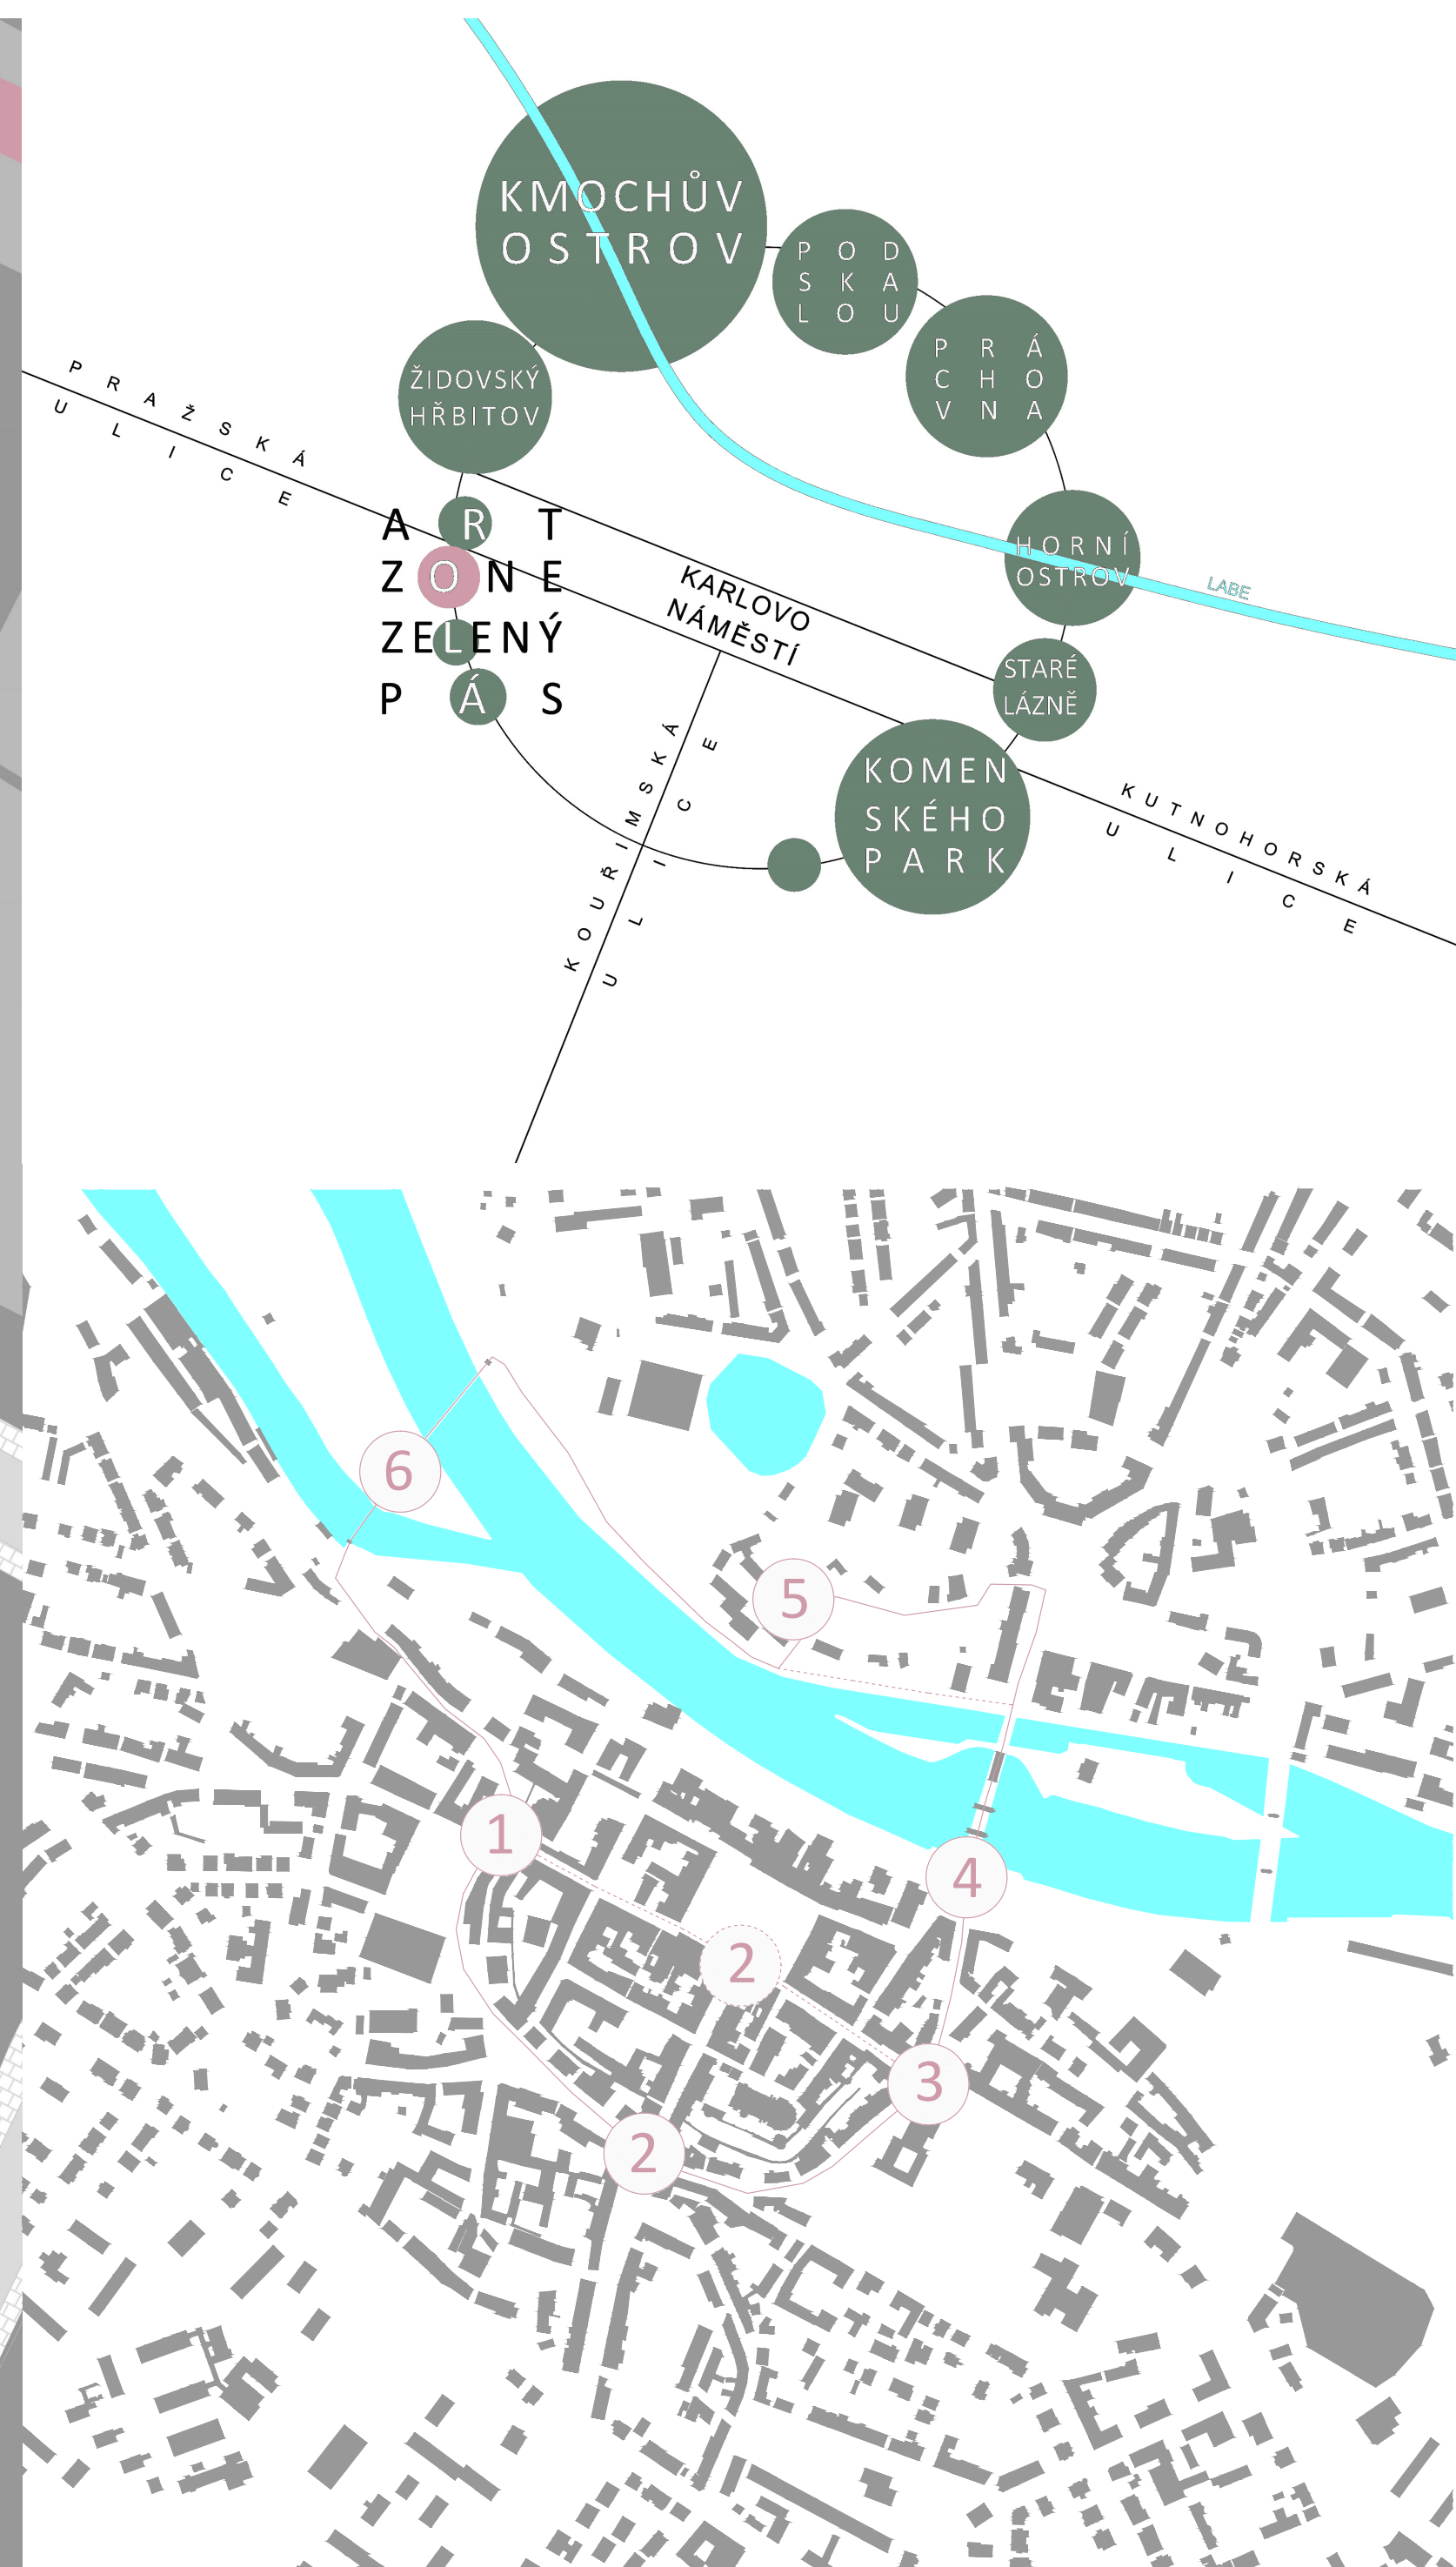 KMOCHŮV
OSTROV
POD
SKA
LOU
PRÁ
CHO
VNA
ŽIDOVSKÝ
HŘBITOV
PRAŽSKÁ
ULICE
ART
ZONE
ZELENÝ
PÁS
KARLOVO
NÁMĚSTÍ
HORNÍ
OSTROV
LABE
STARÉ
LÁZNĚ
KOMEN
SKÉHO
PARK
KOUŘIMSKÁ
ULICE
KUTNOHORSKÁ
ULICE
6
5
1
4
2
3
2